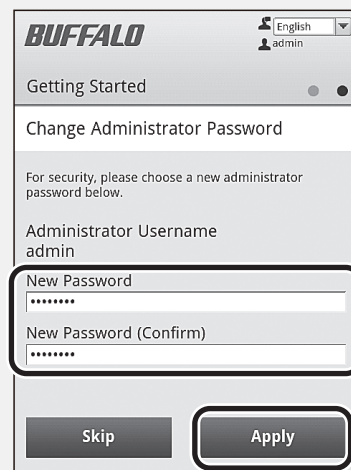 BUFFALO
English
admin
Getting Started
Change Administrator Password
For security, please choose a new administrator
password below.
Administrator Username
admin
New Password
••••••••
New Password (Confirm)
••••••••
Skip
Apply